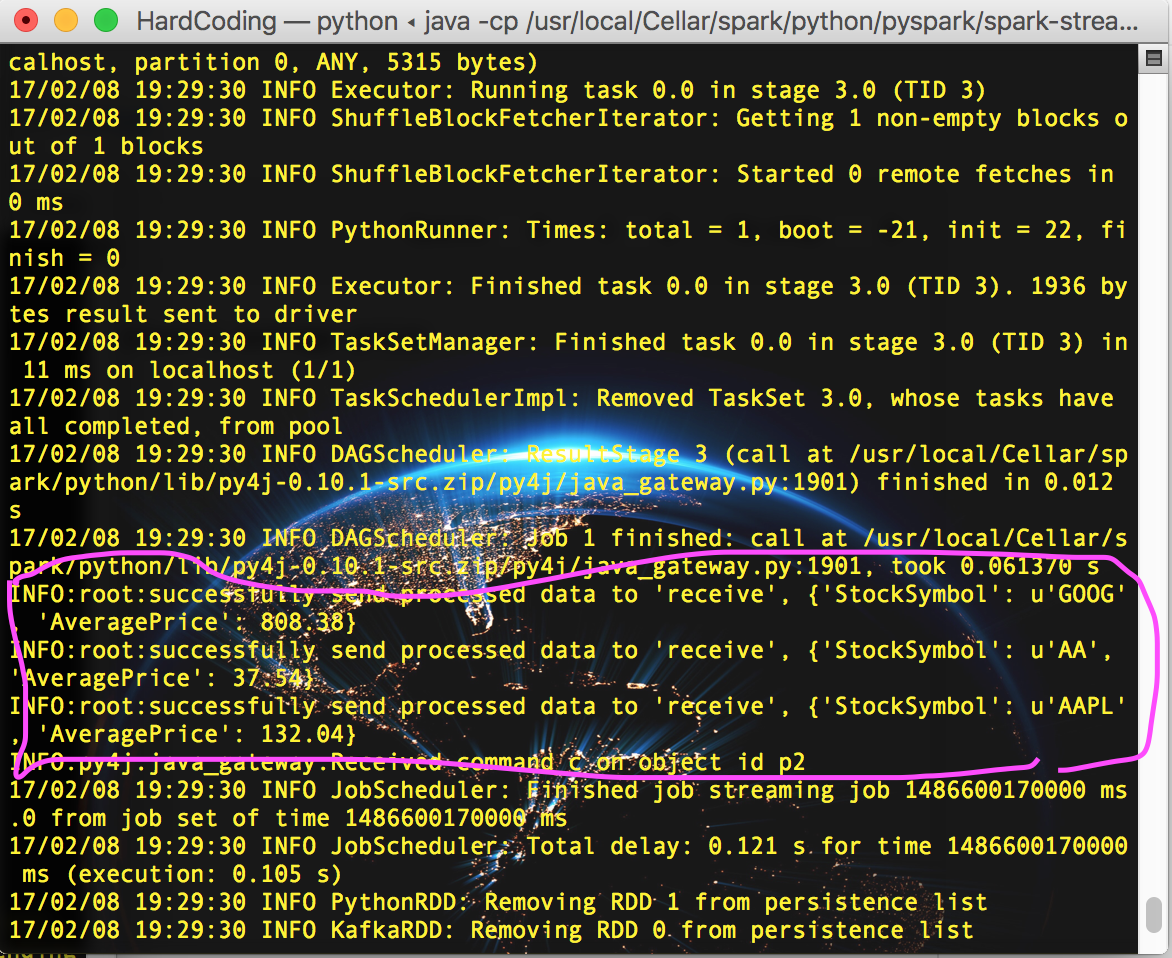 HardCoding — python ◂ java -cp /usr/local/Cellar/spark/python/pyspark/spark-strea...
calhost, partition 0, ANY, 5315 bytes)
17/02/08 19:29:30 INFO Executor: Running task 0.0 in stage 3.0 (TID 3)
17/02/08 19:29:30 INFO ShuffleBlockFetcherIterator: Getting 1 non-empty blocks o
ut of 1 blocks
17/02/08 19:29:30 INFO ShuffleBlockFetcherIterator: Started 0 remote fetches in
0 ms
17/02/08 19:29:30 INFO PythonRunner: Times: total = 1, boot = -21, init = 22, fi
nish = 0
17/02/08 19:29:30 INFO Executor: Finished task 0.0 in stage 3.0 (TID 3). 1936 by
tes result sent to driver
17/02/08 19:29:30 INFO TaskSetManager: Finished task 0.0 in stage 3.0 (TID 3) in
 11 ms on localhost (1/1)
17/02/08 19:29:30 INFO TaskSchedulerImpl: Removed TaskSet 3.0, whose tasks have
all completed, from pool
17/02/08 19:29:30 INFO DAGScheduler: ResultStage 3 (call at /usr/local/Cellar/sp
ark/python/lib/py4j-0.10.1-src.zip/py4j/java_gateway.py:1901) finished in 0.012
s
17/02/08 19:29:30 INFO DAGScheduler: Job 1 finished: call at /usr/local/Cellar/s
park/python/lib/py4j-0.10.1-src.zip/py4j/java_gateway.py:1901, took 0.061370 s
INFO:root:successfully send processed data to 'receive', {'StockSymbol': u'GOOG'
, 'AveragePrice': 808.38}
INFO:root:successfully send processed data to 'receive', {'StockSymbol': u'AA',
'AveragePrice': 37.54}
INFO:root:successfully send processed data to 'receive', {'StockSymbol': u'AAPL'
, 'AveragePrice': 132.04}
INFO:py4j.java_gateway:Received command c on object id p2
17/02/08 19:29:30 INFO JobScheduler: Finished job streaming job 1486600170000 ms
.0 from job set of time 1486600170000 ms
17/02/08 19:29:30 INFO JobScheduler: Total delay: 0.121 s for time 1486600170000
 ms (execution: 0.105 s)
17/02/08 19:29:30 INFO PythonRDD: Removing RDD 1 from persistence list
17/02/08 19:29:30 INFO KafkaRDD: Removing RDD 0 from persistence list